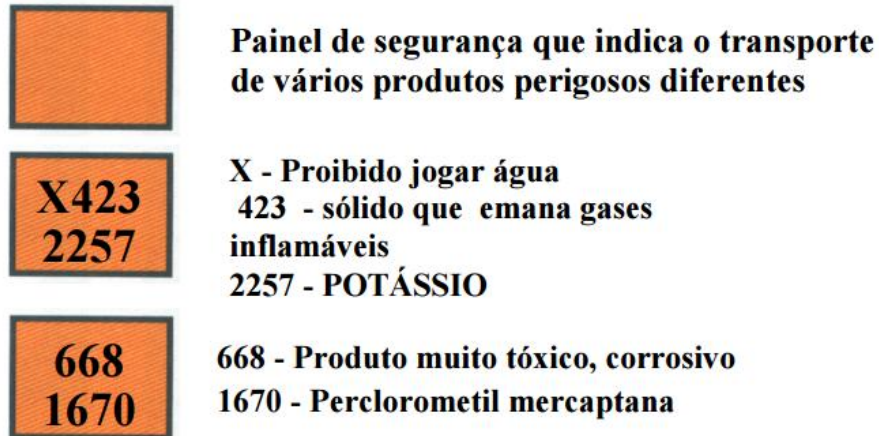 Painel de segurança que indica o transporte
de vários produtos perigosos diferentes
X423
2257
X - Proibido jogar água
423 - sólido que emana gases
inflamáveis
2257 - POTÁSSIO
668
1670
668 - Produto muito tóxico, corrosivo
1670 - Perclorometil mercaptana